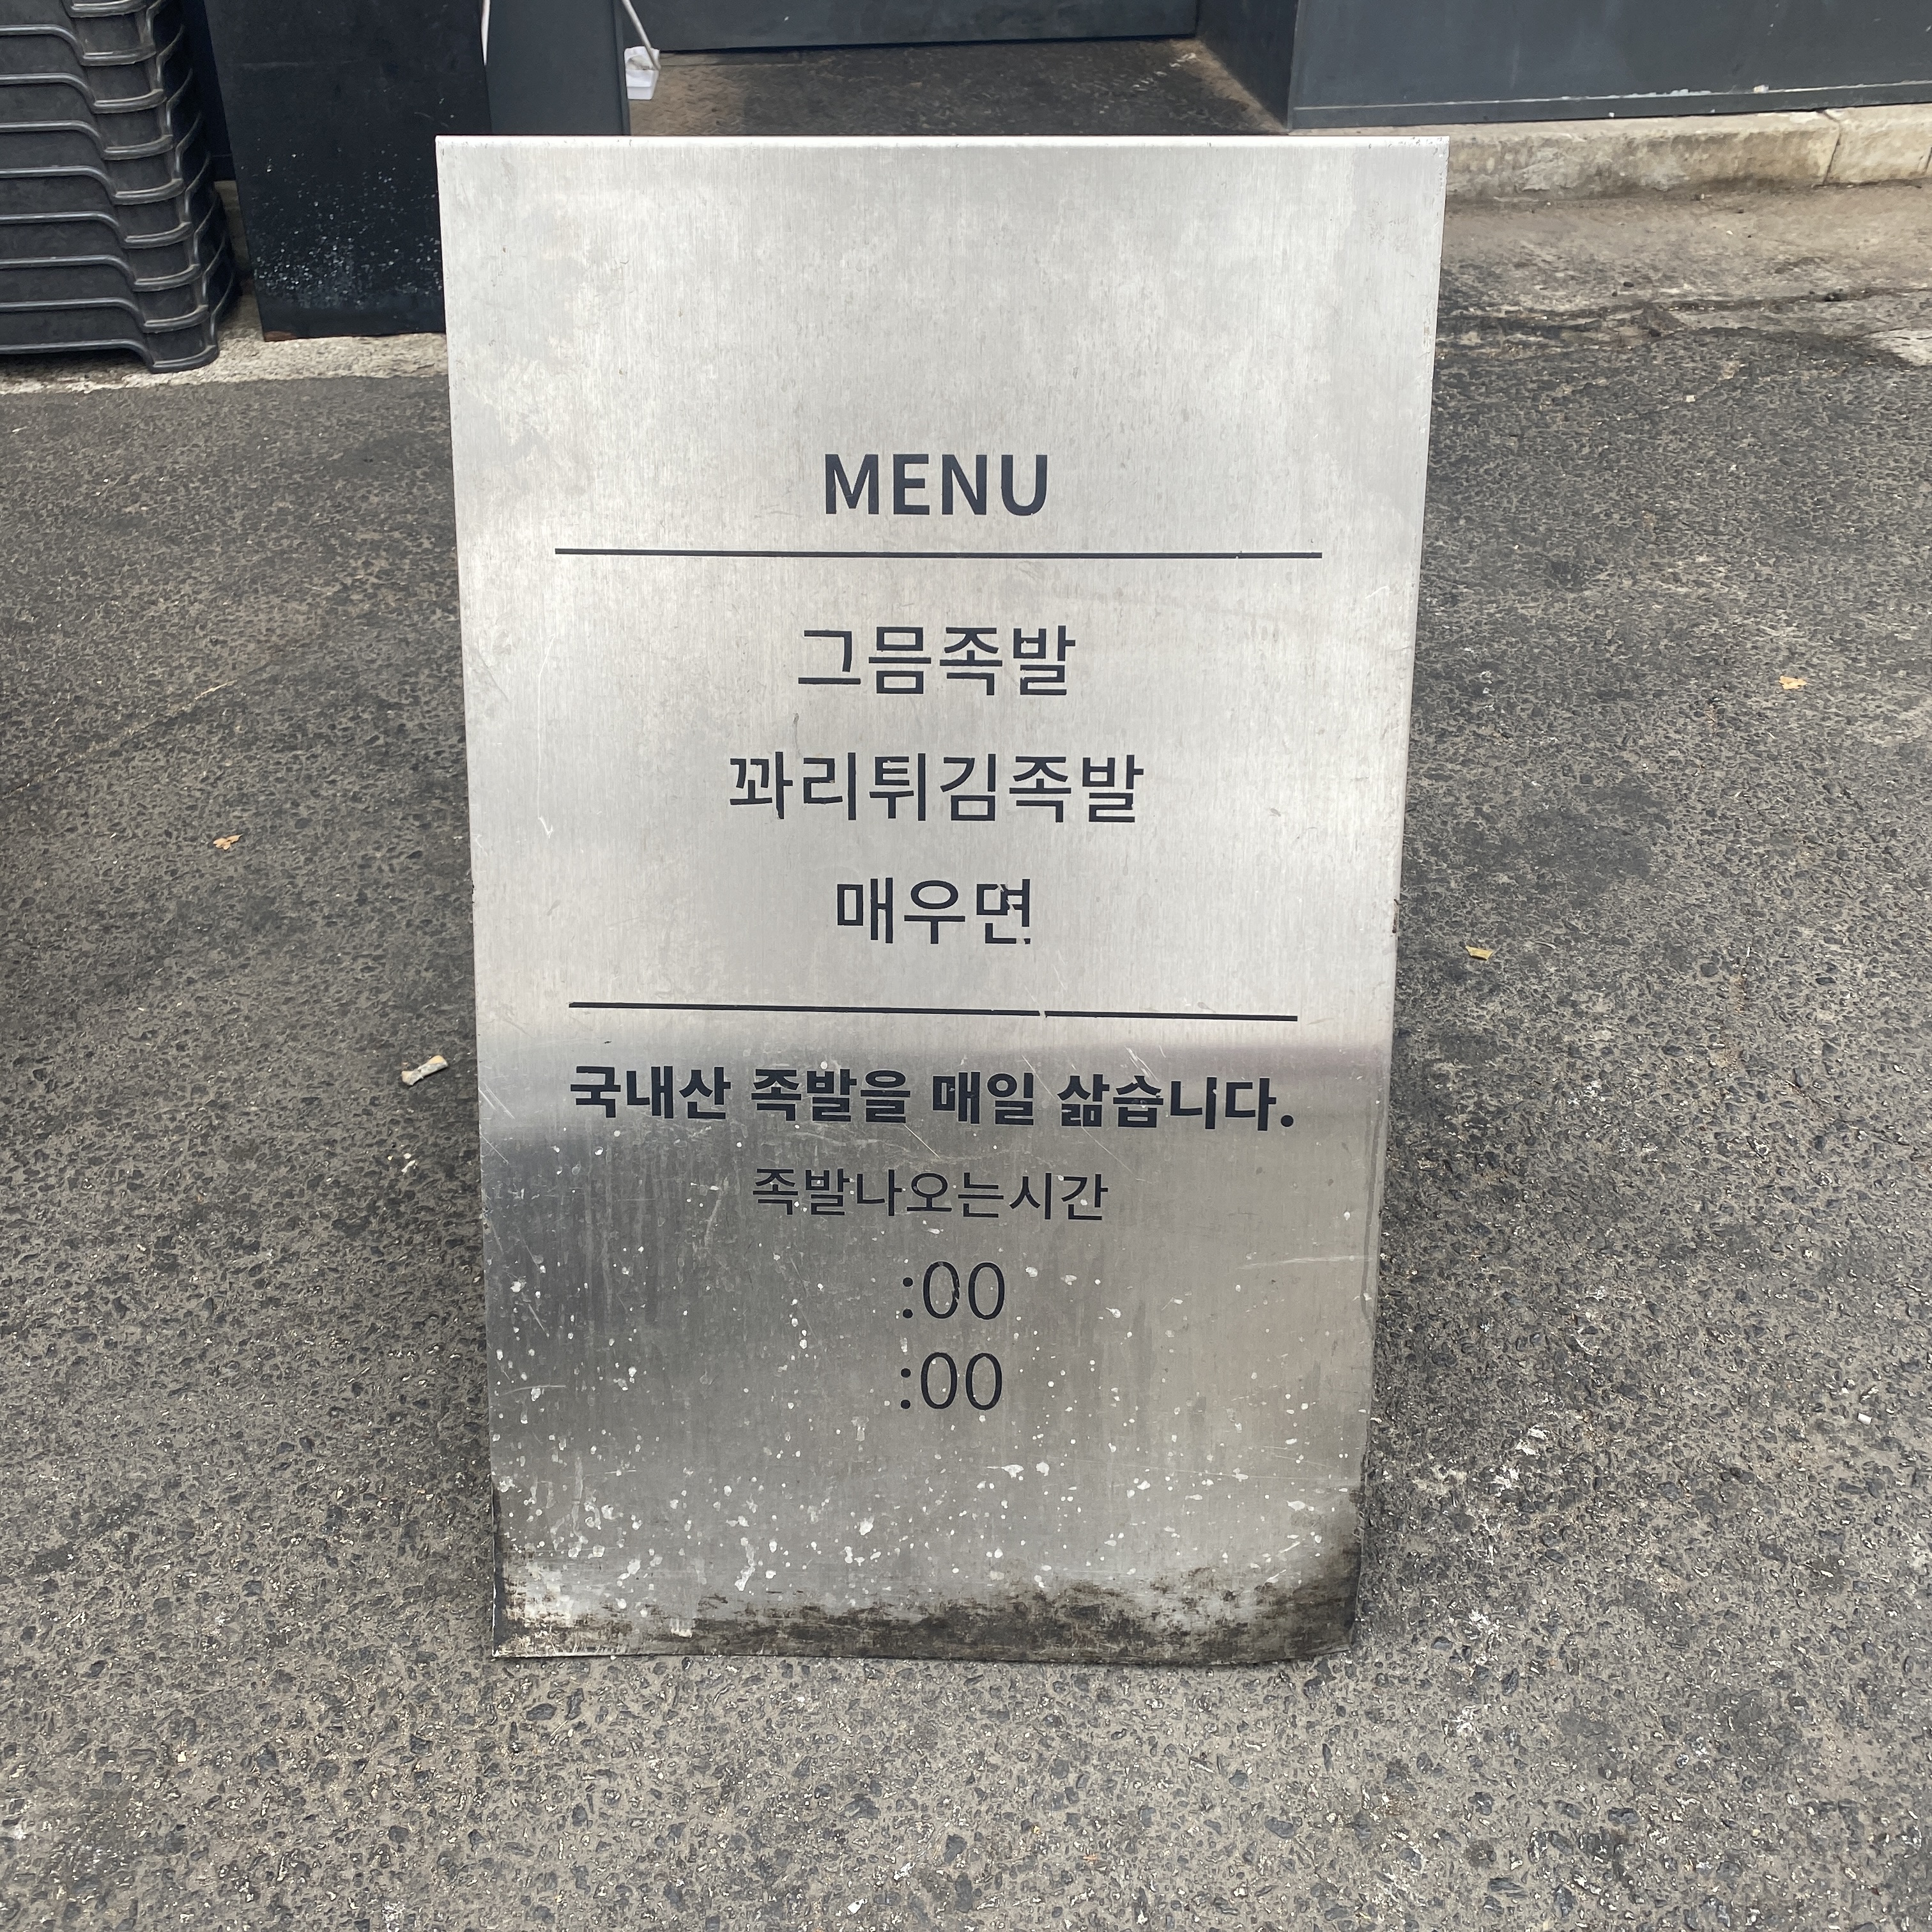 MENU
그믐족발
꽈리튀김족발
매우면
국내산 족발을 매일 삶습니다.
족발나오는시간
:00
:00